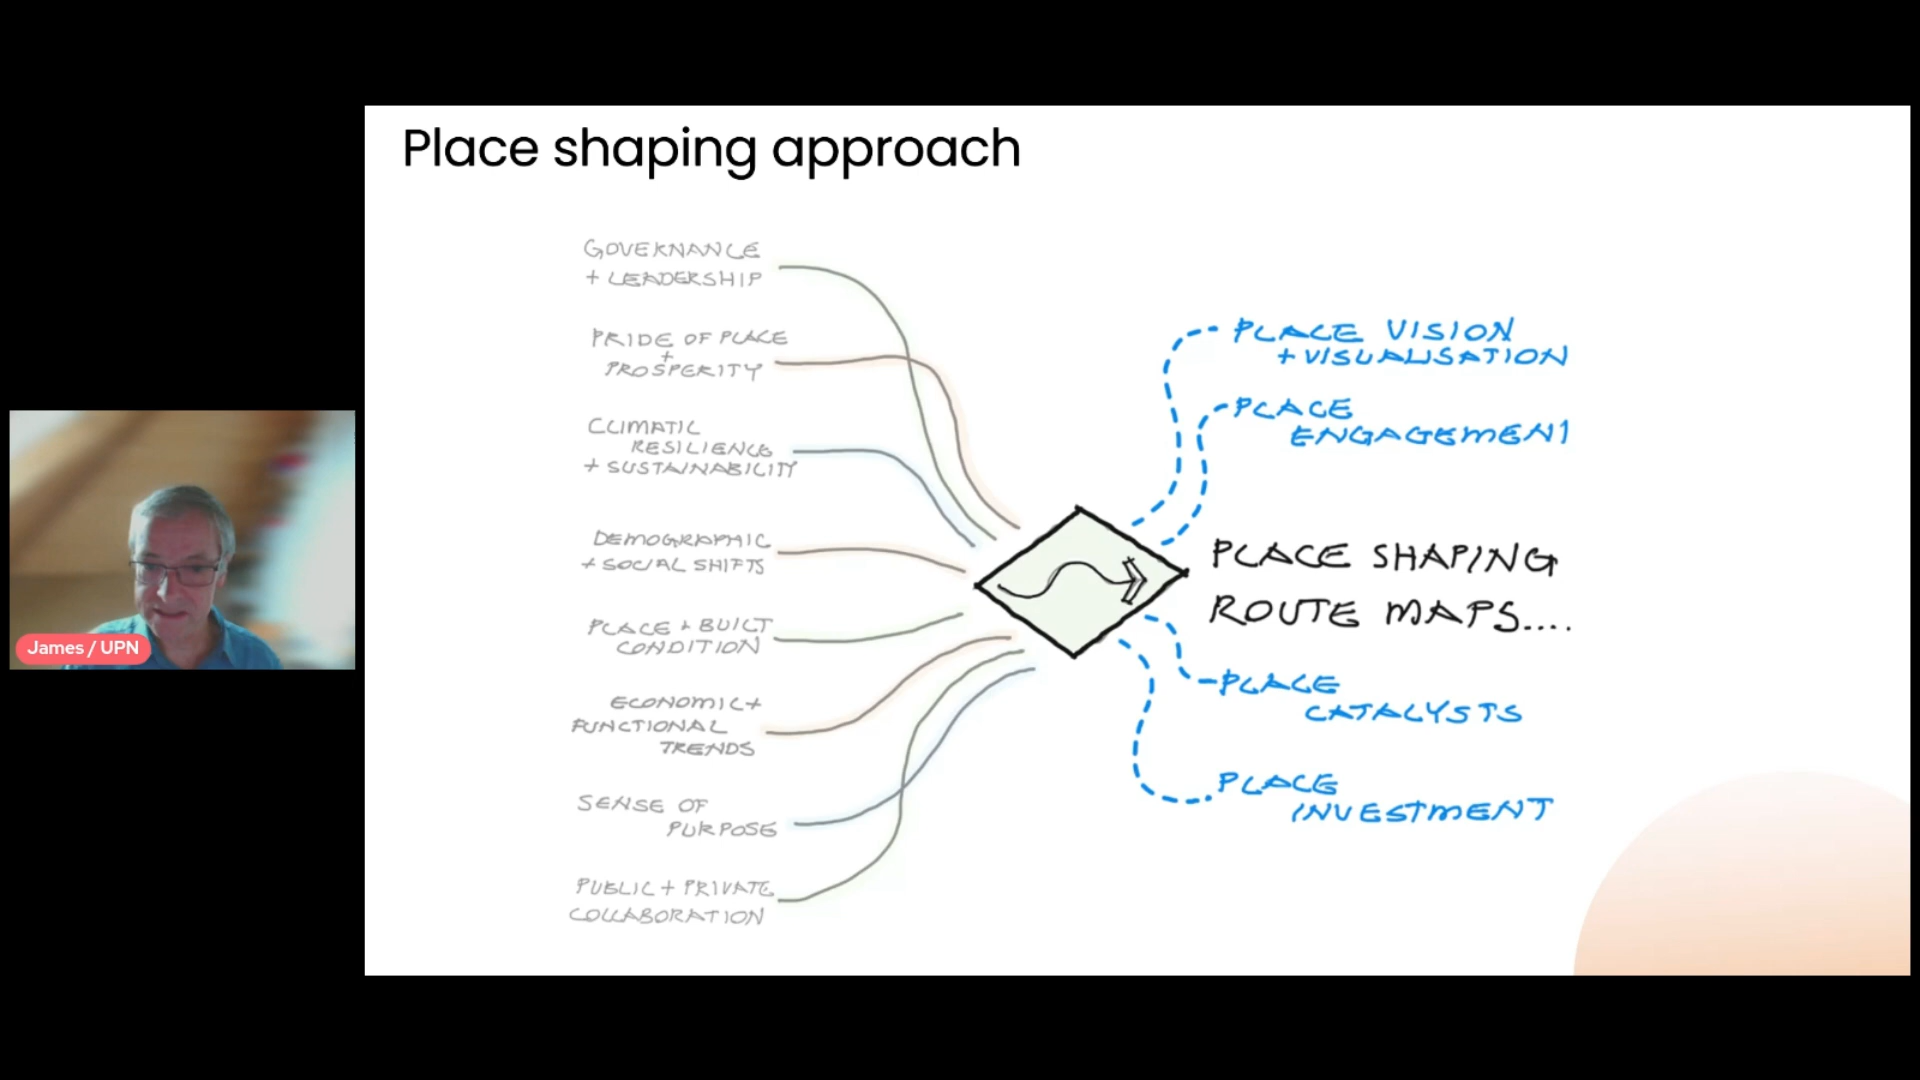 Place shaping approach
GOVERNANCE
+ LEADERSHIP
PRIDE OF PLACE
+
PROSPERITY
CLIMATIC
RESILIENCE
+ SUSTAINABILITY
DEMOGRAPHIC
+ SOCIAL SHIFTS
PLACE + BUILT
CONDITION
ECONOMIC +
FUNCTIONAL
TRENDS
SENSE OF
PURPOSE
PUBLIC + PRIVATE
COLLABORATION
PLACE VISION
+ VISUALISATION
PLACE
ENGAGEMENT
PLACE SHAPING
ROUTE MAPS....
PLACE
CATALYSTS
PLACE
INVESTMENT
James / UPN